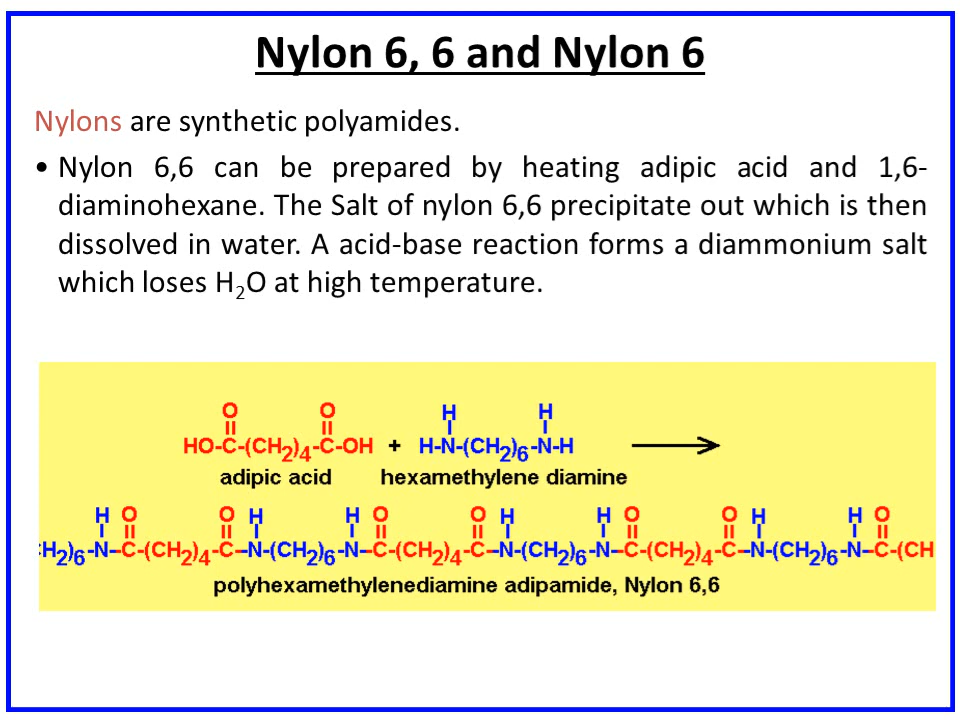 Nylon 6, 6 and Nylon 6
Nylons are synthetic polyamides.
• Nylon 6,6 can be prepared by heating adipic acid and 1,6-
diaminohexane. The Salt of nylon 6,6 precipitate out which is then
dissolved in water. A acid-base reaction forms a diammonium salt
which loses H₂O at high temperature.
O O H H
HO-C-(CH₂)₄-C-OH + H-N-(CH₂)₆-N-H
adipic acid hexamethylene diamine
H O O H H O O H H O O H H O
CH₂)₆-N-C-(CH₂)₄-C-N-(CH₂)₆-N-C-(CH₂)₄-C-N-(CH₂)₆-N-C-(CH₂)₄-C-N-(CH₂)₆-N-C-(CH
polyhexamethylenediamine adipamide, Nylon 6,6